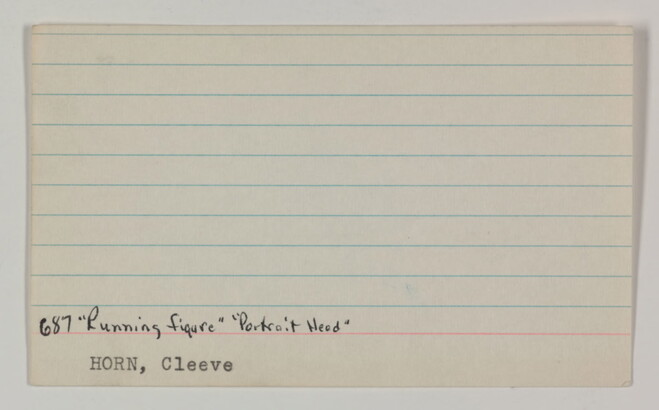 687 "Running figure" "Portrait Head"
HORN, Cleeve